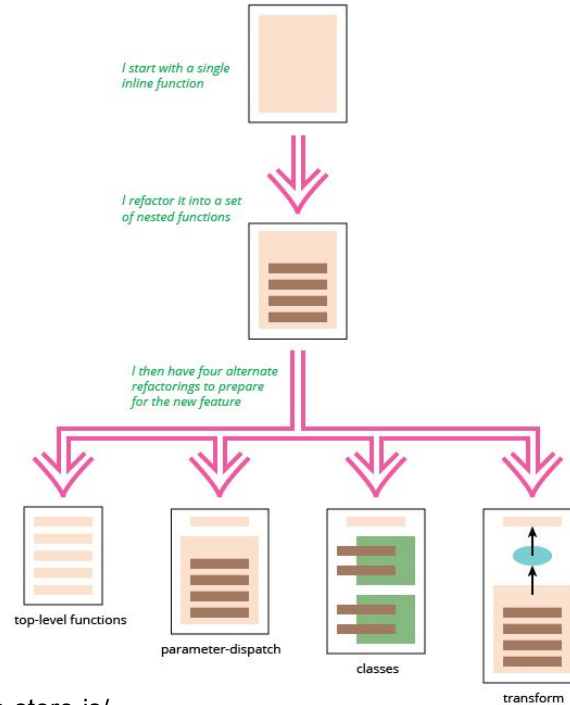 I start with a single
inline function
I refactor it into a set
of nested functions
I then have four alternate
refactorings to prepare
for the new feature
top-level functions
parameter-dispatch
classes
transform